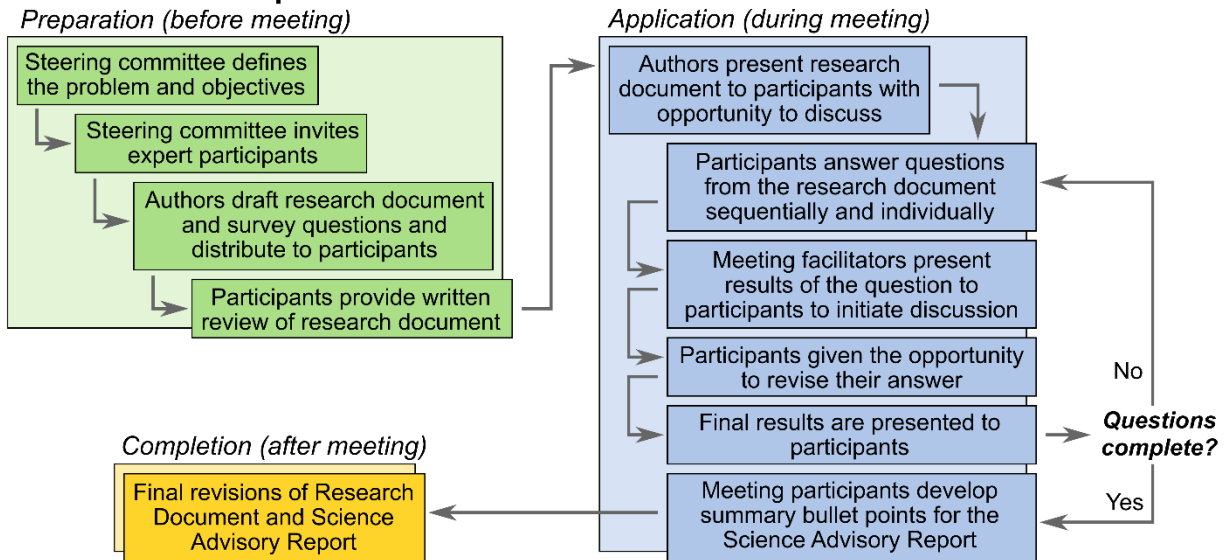 Preparation (before meeting)
Steering committee defines
the problem and objectives
Steering committee invites
expert participants
Authors draft research document
and survey questions and
distribute to participants
Participants provide written
review of research document
Application (during meeting)
Authors present research
document to participants with
opportunity to discuss
Participants answer questions
from the research document
sequentially and individually
Meeting facilitators present
results of the question to
participants to initiate discussion
Participants given the opportunity
to revise their answer
Final results are presented to
participants
Questions
complete?
No
Yes
Meeting participants develop
summary bullet points for the
Science Advisory Report
Completion (after meeting)
Final revisions of Research
Document and Science
Advisory Report